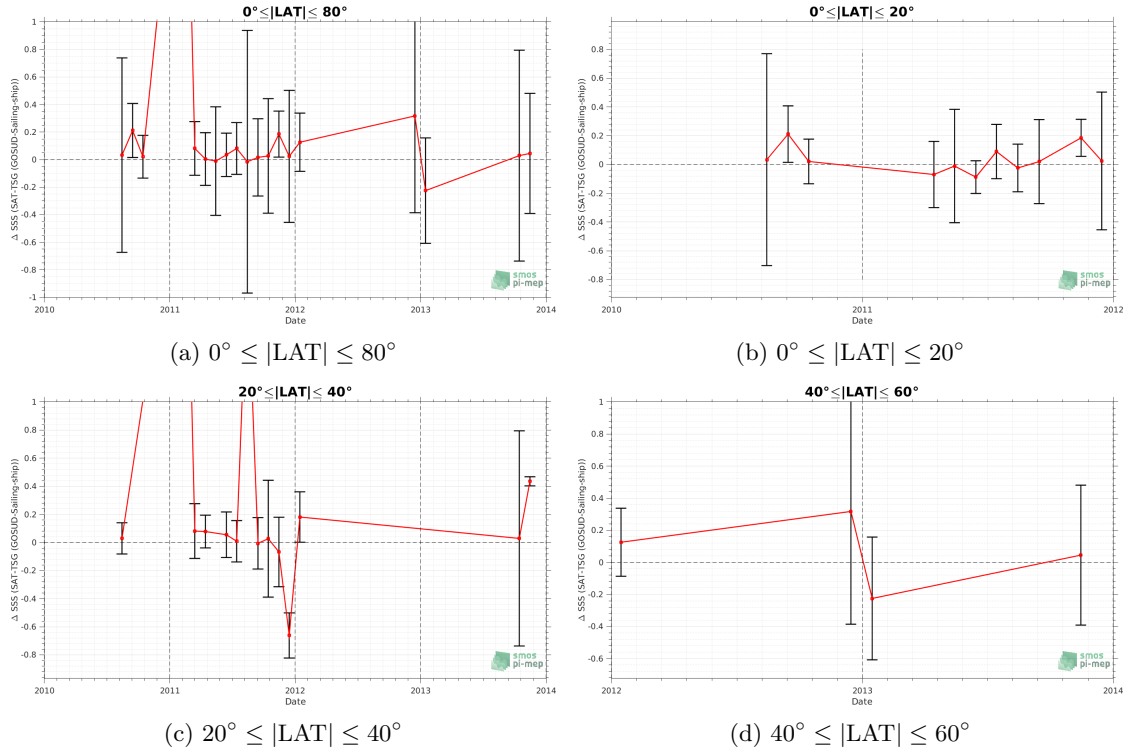 0°≤|LAT|≤ 80°
Δ SSS (SAT-TSG (GOSUD-Sailing-ship))
0.8
0.6
0.4
0.2
0
-0.2
-0.4
-0.6
-0.8
-1
2010 2011 2012 2013 2014
Date
smos
pi-mep
(a) 0° ≤ |LAT| ≤ 80°
0°≤|LAT|≤ 20°
Δ SSS (SAT-TSG (GOSUD-Sailing-ship))
0.8
0.6
0.4
0.2
0
-0.2
-0.4
-0.6
-0.8
2010 2011 2012
Date
smos
pi-mep
(b) 0° ≤ |LAT| ≤ 20°
20°≤|LAT|≤ 40°
Δ SSS (SAT-TSG (GOSUD-Sailing-ship))
1
0.8
0.6
0.4
0.2
0
-0.2
-0.4
-0.6
-0.8
2010 2011 2012 2013 2014
Date
smos
pi-mep
(c) 20° ≤ |LAT| ≤ 40°
40°≤|LAT|≤ 60°
Δ SSS (SAT-TSG (GOSUD-Sailing-ship))
1
0.8
0.6
0.4
0.2
0
-0.2
-0.4
-0.6
2012 2013 2014
Date
smos
pi-mep
(d) 40° ≤ |LAT| ≤ 60°